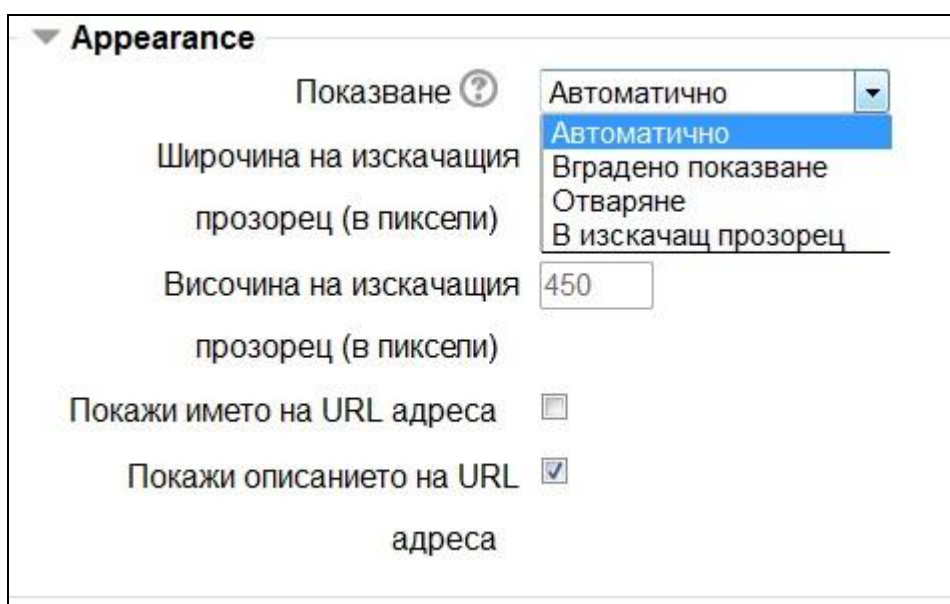 Appearance
Показване
Автоматично
Автоматично
Вградено показване
Отваряне
В изскачащ прозорец
Широчина на изскачащия
прозорец (в пиксели)
Височина на изскачащия
450
прозорец (в пиксели)
Покажи името на URL адреса
Покажи описанието на URL
адреса